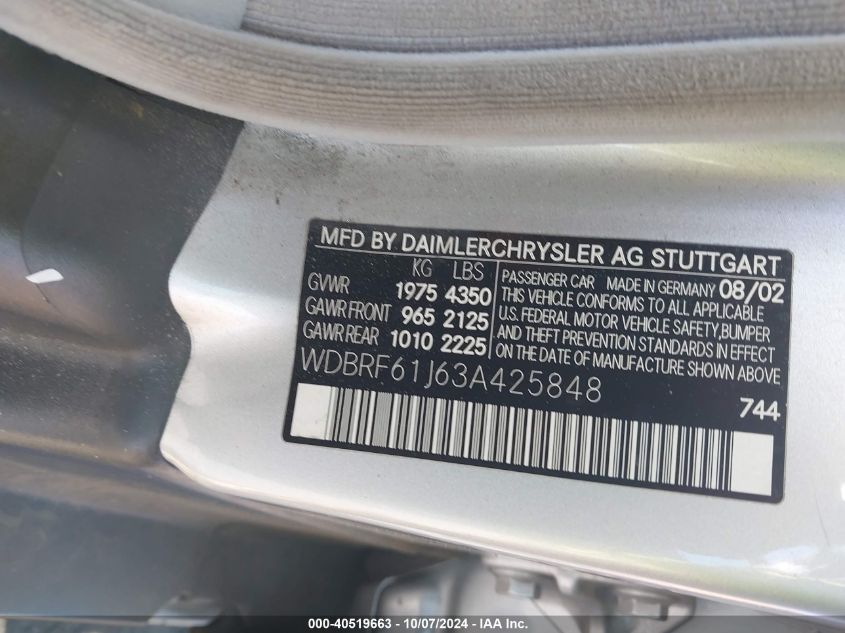 MFD BY DAIMLERCHRYSLER AG STUTTGART
KG LBS
GVWR 1975 4350
GAWR FRONT 965 2125
GAWR REAR 1010 2225
PASSENGER CAR MADE IN GERMANY 08/02
THIS VEHICLE CONFORMS TO ALL APPLICABLE
U.S. FEDERAL MOTOR VEHICLE SAFETY, BUMPER
AND THEFT PREVENTION STANDARDS IN EFFECT
ON THE DATE OF MANUFACTURE SHOWN ABOVE
WDBRF61J63A425848
744
000-40519663 - 10/07/2024 - IAA Inc.